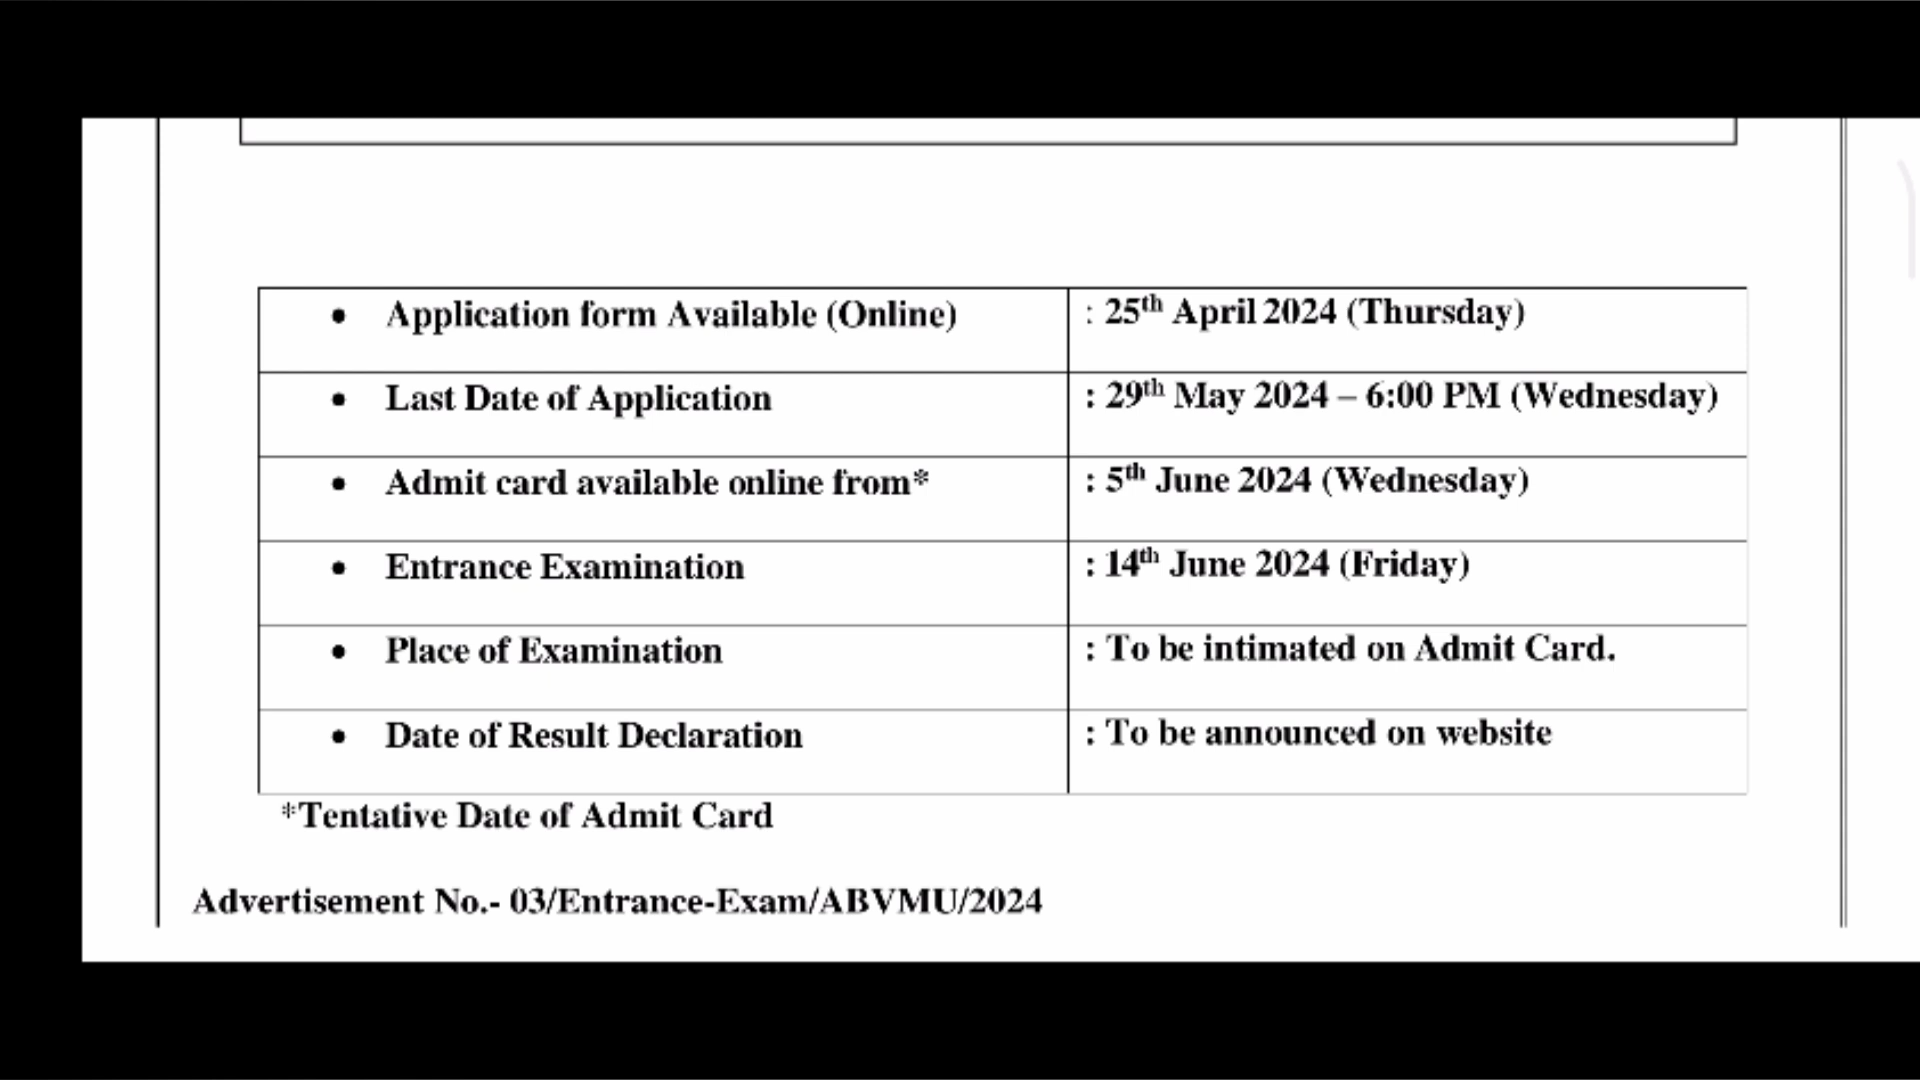 • Application form Available (Online) : 25th April 2024 (Thursday)
• Last Date of Application : 29th May 2024 – 6:00 PM (Wednesday)
• Admit card available online from* : 5th June 2024 (Wednesday)
• Entrance Examination : 14th June 2024 (Friday)
• Place of Examination : To be intimated on Admit Card.
• Date of Result Declaration : To be announced on website
*Tentative Date of Admit Card
Advertisement No.- 03/Entrance-Exam/ABVMU/2024